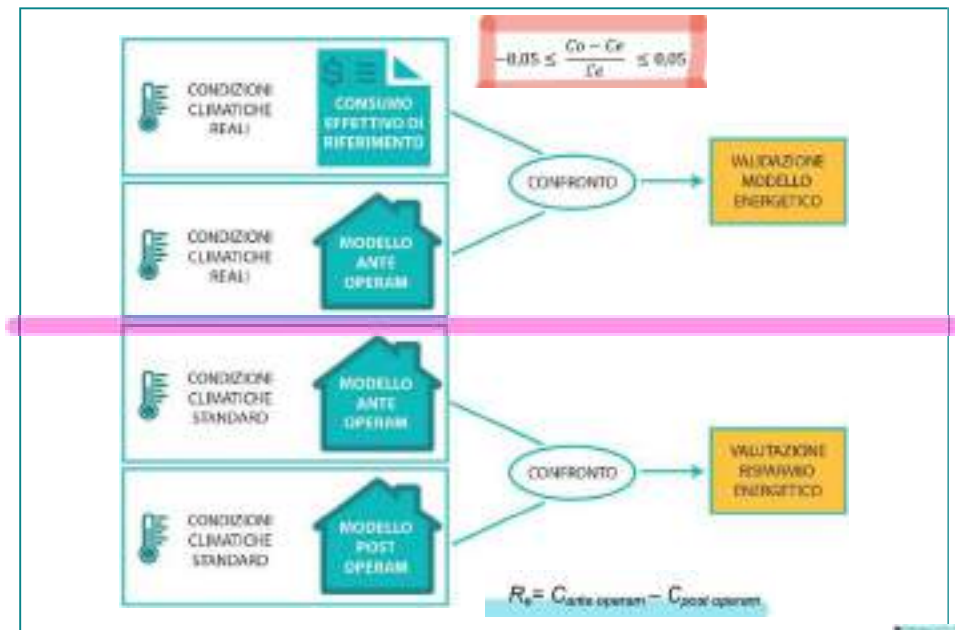 −0,05 ≤ (Co − Ce) / Ce ≤ 0,05
CONDIZIONI
CLIMATICHE
REALI
CONSUMO
EFFETTIVO DI
RIFERIMENTO
CONDIZIONI
CLIMATICHE
REALI
MODELLO
ANTE
OPERAM
CONFRONTO
VALIDAZIONE
MODELLO
ENERGETICO
CONDIZIONI
CLIMATICHE
STANDARD
MODELLO
ANTE
OPERAM
CONDIZIONI
CLIMATICHE
STANDARD
MODELLO
POST
OPERAM
CONFRONTO
VALUTAZIONE
RISPARMIO
ENERGETICO
Re = Cante operam – Cpost operam